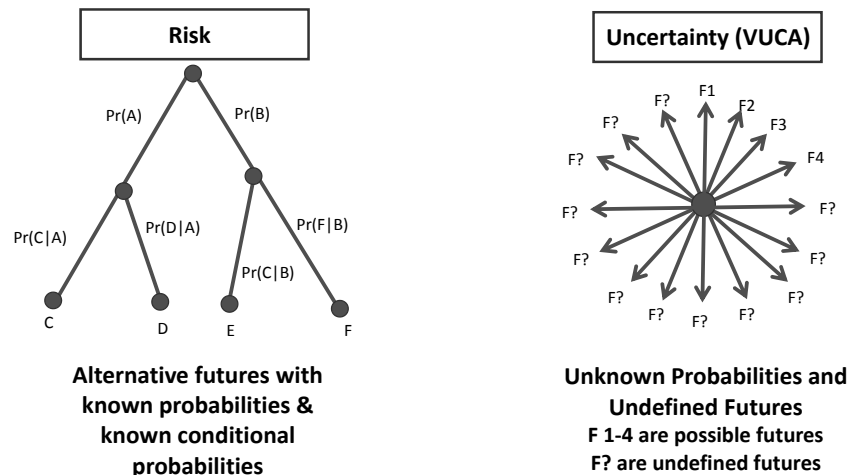 Risk
Pr(A)
Pr(B)
Pr(C|A)
Pr(D|A)
Pr(C|B)
Pr(F|B)
C
D
E
F
Alternative futures with
known probabilities &
known conditional
probabilities
Uncertainty (VUCA)
F1
F2
F3
F4
F?
F?
F?
F?
F?
F?
F?
F?
F?
F?
F?
F?
Unknown Probabilities and
Undefined Futures
F 1-4 are possible futures
F? are undefined futures